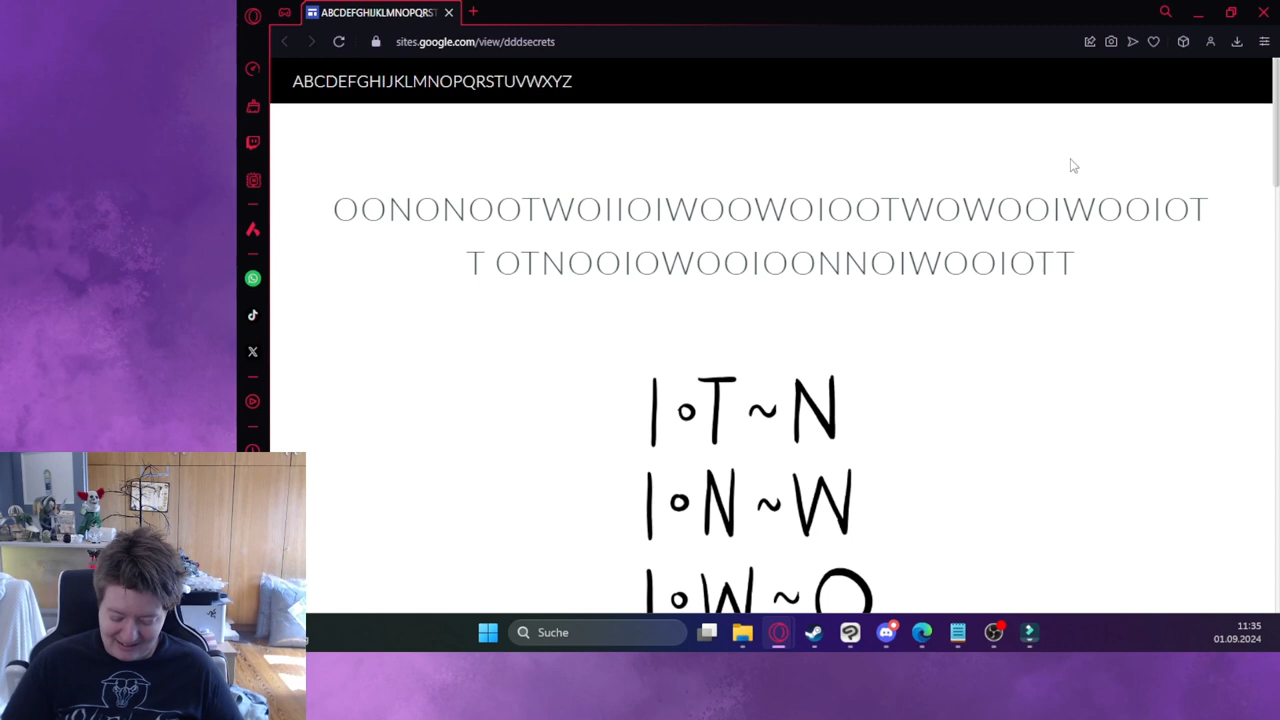 ABCDEFGHIJKLMNOPQRST
sites.google.com/view/dddsecrets
ABCDEFGHIJKLMNOPQRSTUVWXYZ
OONONOOTWOIIOIWOOWOIOOTWOWOOIWOOIOT
T OTNOOIOWOOIOONNOIWOOIOTT
I∘T~N
I∘N~W
I∘W~O
Suche
11:35
01.09.2024